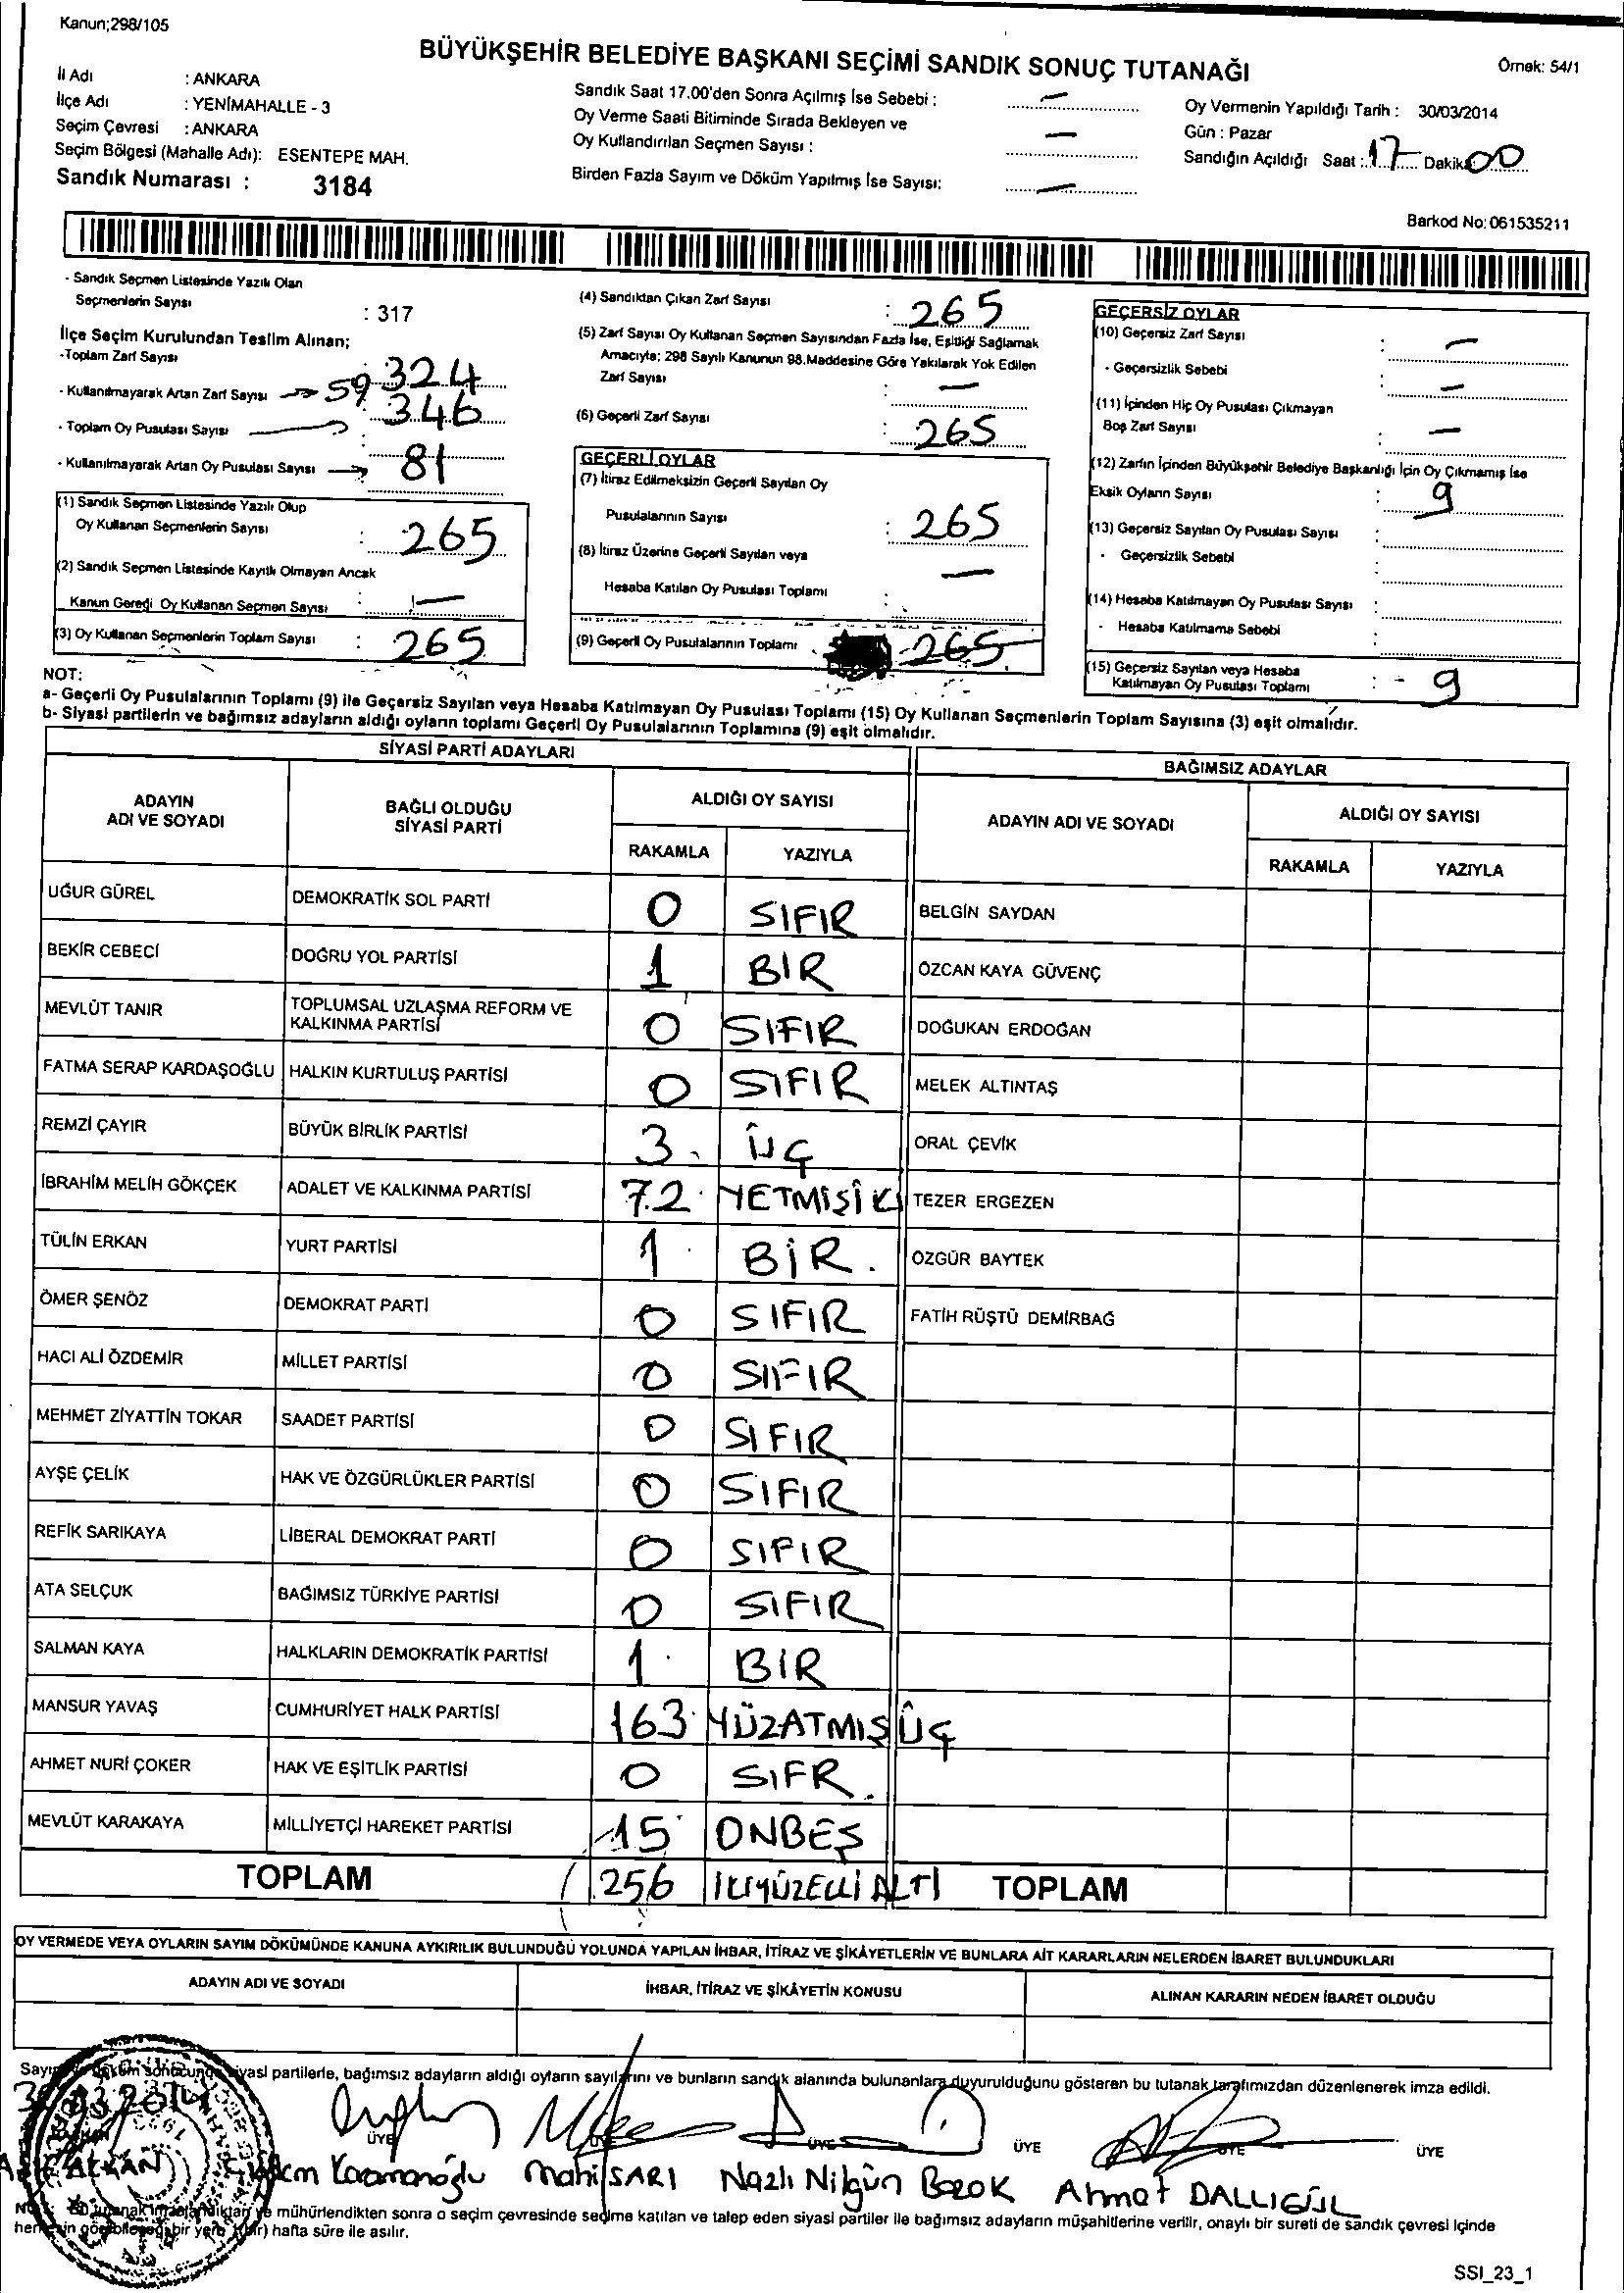 Kanun;298/105
BÜYÜKŞEHİR BELEDİYE BAŞKANI SEÇİMİ SANDIK SONUÇ TUTANAĞI
Örnek: 54/1
İl Adı : ANKARA
İlçe Adı : YENİMAHALLE - 3
Seçim Çevresi : ANKARA
Seçim Bölgesi (Mahalle Adı): ESENTEPE MAH.
Sandık Numarası : 3184
Sandık Saat 17.00'den Sonra Açılmış İse Sebebi : —
Oy Verme Saati Bitiminde Sırada Bekleyen ve
Oy Kullandırılan Seçmen Sayısı : —
Birden Fazla Sayım ve Döküm Yapılmış İse Sayısı: —
Oy Vermenin Yapıldığı Tarih : 30/03/2014
Gün : Pazar
Sandığın Açıldığı Saat : 17 Dakika 00
Barkod No: 061535211
- Sandık Seçmen Listesinde Yazılı Olan
Seçmenlerin Sayısı : 317
İlçe Seçim Kurulundan Teslim Alınan;
-Toplam Zarf Sayısı 324
- Kullanılmayarak Artan Zarf Sayısı 59
- Toplam Oy Pusulası Sayısı : 346
- Kullanılmayarak Artan Oy Pusulası Sayısı 81
(1) Sandık Seçmen Listesinde Yazılı Olup
Oy Kullanan Seçmenlerin Sayısı : 265
(2) Sandık Seçmen Listesinde Kayıtlı Olmayan Ancak
Kanun Gereği Oy Kullanan Seçmen Sayısı : —
(3) Oy Kullanan Seçmenlerin Toplam Sayısı : 265
(4) Sandıktan Çıkan Zarf Sayısı : 265
(5) Zarf Sayısı Oy Kullanan Seçmen Sayısından Fazla İse, Eşitliği Sağlamak
Amacıyla; 298 Sayılı Kanunun 98.Maddesine Göre Yakılarak Yok Edilen
Zarf Sayısı : —
(6) Geçerli Zarf Sayısı : 265
GEÇERLİ OYLAR
(7) İtiraz Edilmeksizin Geçerli Sayılan Oy
Pusulalarının Sayısı : 265
(8) İtiraz Üzerine Geçerli Sayılan veya
Hesaba Katılan Oy Pusulası Toplamı : —
(9) Geçerli Oy Pusulalarının Toplamı 265
GEÇERSİZ OYLAR
(10) Geçersiz Zarf Sayısı : —
- Geçersizlik Sebebi : —
(11) İçinden Hiç Oy Pusulası Çıkmayan
Boş Zarf Sayısı : —
(12) Zarfın İçinden Büyükşehir Belediye Başkanlığı İçin Oy Çıkmamış İse
Eksik Oyların Sayısı : 9
(13) Geçersiz Sayılan Oy Pusulası Sayısı :
- Geçersizlik Sebebi
(14) Hesaba Katılmayan Oy Pusulası Sayısı :
- Hesaba Katılmama Sebebi :
(15) Geçersiz Sayılan veya Hesaba
Katılmayan Oy Pusulası Toplamı : - 9
NOT:
a- Geçerli Oy Pusulalarının Toplamı (9) ile Geçersiz Sayılan veya Hesaba Katılmayan Oy Pusulası Toplamı (15) Oy Kullanan Seçmenlerin Toplam Sayısına (3) eşit olmalıdır.
b- Siyasi partilerin ve bağımsız adayların aldığı oyların toplamı Geçerli Oy Pusulalarının Toplamına (9) eşit olmalıdır.
SİYASİ PARTİ ADAYLARI
BAĞIMSIZ ADAYLAR
ADAYIN ADI VE SOYADI
BAĞLI OLDUĞU SİYASİ PARTİ
ALDIĞI OY SAYISI
RAKAMLA YAZIYLA
ADAYIN ADI VE SOYADI
ALDIĞI OY SAYISI
RAKAMLA YAZIYLA
UĞUR GÜREL DEMOKRATİK SOL PARTİ 0 SIFIR BELGİN SAYDAN
BEKİR CEBECİ DOĞRU YOL PARTİSİ 1 BIR ÖZCAN KAYA GÜVENÇ
MEVLÜT TANIR TOPLUMSAL UZLAŞMA REFORM VE KALKINMA PARTİSİ 0 SIFIR DOĞUKAN ERDOĞAN
FATMA SERAP KARDAŞOĞLU HALKIN KURTULUŞ PARTİSİ 0 SIFIR MELEK ALTINTAŞ
REMZİ ÇAYIR BÜYÜK BİRLİK PARTİSİ 3 ÜÇ ORAL ÇEVİK
İBRAHİM MELİH GÖKÇEK ADALET VE KALKINMA PARTİSİ 72 YETMİŞİKİ TEZER ERGEZEN
TÜLİN ERKAN YURT PARTİSİ 1 BİR. ÖZGÜR BAYTEK
ÖMER ŞENÖZ DEMOKRAT PARTİ 0 SIFIR FATİH RÜŞTÜ DEMİRBAĞ
HACI ALİ ÖZDEMİR MİLLET PARTİSİ 0 SIFIR
MEHMET ZİYATTİN TOKAR SAADET PARTİSİ 0 SIFIR
AYŞE ÇELİK HAK VE ÖZGÜRLÜKLER PARTİSİ 0 SIFIR
REFİK SARIKAYA LİBERAL DEMOKRAT PARTİ 0 SIFIR
ATA SELÇUK BAĞIMSIZ TÜRKİYE PARTİSİ 0 SIFIR
SALMAN KAYA HALKLARIN DEMOKRATİK PARTİSİ 1 BIR
MANSUR YAVAŞ CUMHURİYET HALK PARTİSİ 163 YÜZATMIŞ ÜÇ
AHMET NURİ ÇOKER HAK VE EŞİTLİK PARTİSİ 0 SIFR.
MEVLÜT KARAKAYA MİLLİYETÇİ HAREKET PARTİSİ 15 ONBEŞ
TOPLAM 256 İKİYÜZELLİ ALTI TOPLAM
OY VERMEDE VEYA OYLARIN SAYIM DÖKÜMÜNDE KANUNA AYKIRILIK BULUNDUĞU YOLUNDA YAPILAN İHBAR, İTİRAZ VE ŞİKÂYETLERİN VE BUNLARA AİT KARARLARIN NELERDEN İBARET BULUNDUKLARI
ADAYIN ADI VE SOYADI İHBAR, İTİRAZ VE ŞİKÂYETİN KONUSU ALINAN KARARIN NEDEN İBARET OLDUĞU
Sayım ve döküm sonucunda siyasi partilerle, bağımsız adayların aldığı oyların sayılarını ve bunların sandık alanında bulunanlara duyurulduğunu gösteren bu tutanak tarafımızdan düzenlenerek imza edildi.
ÜYE ÜYE ÜYE ÜYE ÜYE ÜYE
Karamanoğlu Mahi SARI Nazlı Nilgün BOZOK Ahmet DALLIGÜL
mühürlendikten sonra o seçim çevresinde seçime katılan ve talep eden siyasi partiler ile bağımsız adayların müşahitlerine verilir, onaylı bir sureti de sandık çevresi içinde
herkesin görebileceği bir yere (bir) hafta süre ile asılır.
SSI_23_1